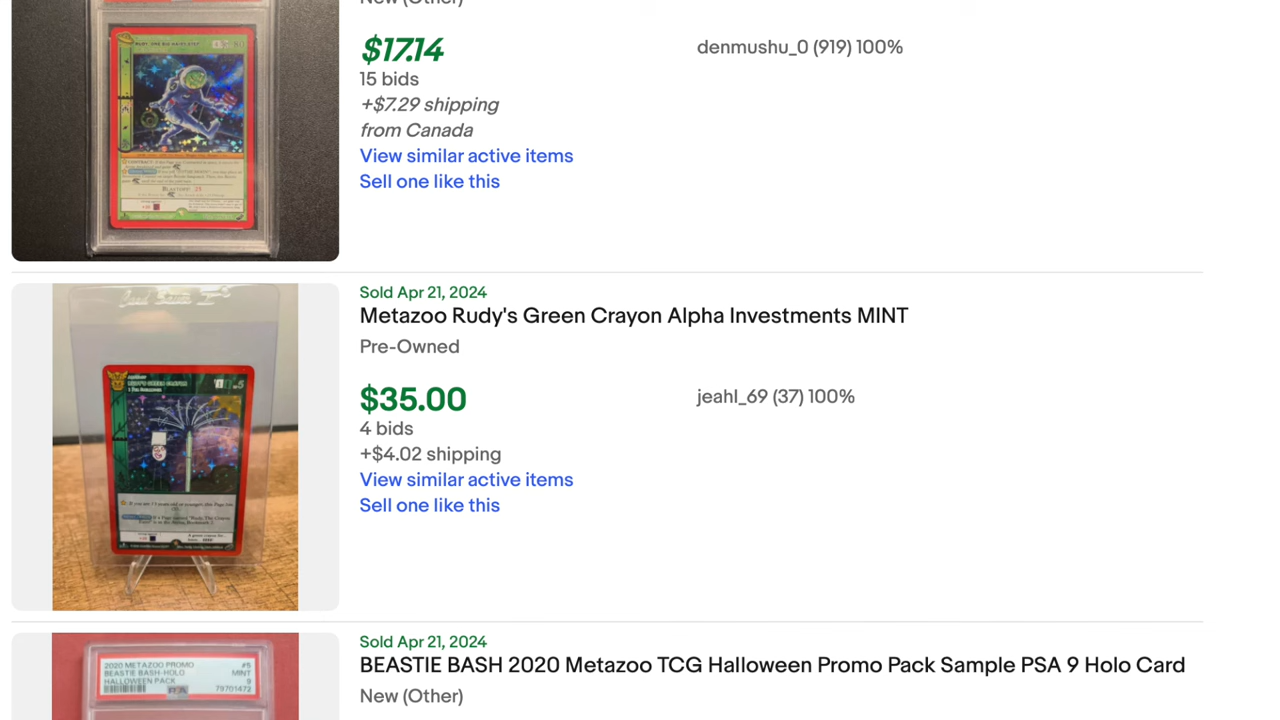 New (Other)
$17.14
15 bids
denmushu_0 (919) 100%
+$7.29 shipping
from Canada
View similar active items
Sell one like this
Sold Apr 21, 2024
Metazoo Rudy's Green Crayon Alpha Investments MINT
Pre-Owned
$35.00
4 bids
jeahl_69 (37) 100%
+$4.02 shipping
View similar active items
Sell one like this
Sold Apr 21, 2024
BEASTIE BASH 2020 Metazoo TCG Halloween Promo Pack Sample PSA 9 Holo Card
New (Other)
2020 METAZOO PROMO #5
BEASTIE BASH-HOLO MINT
HALLOWEEN PACK 9
79701473